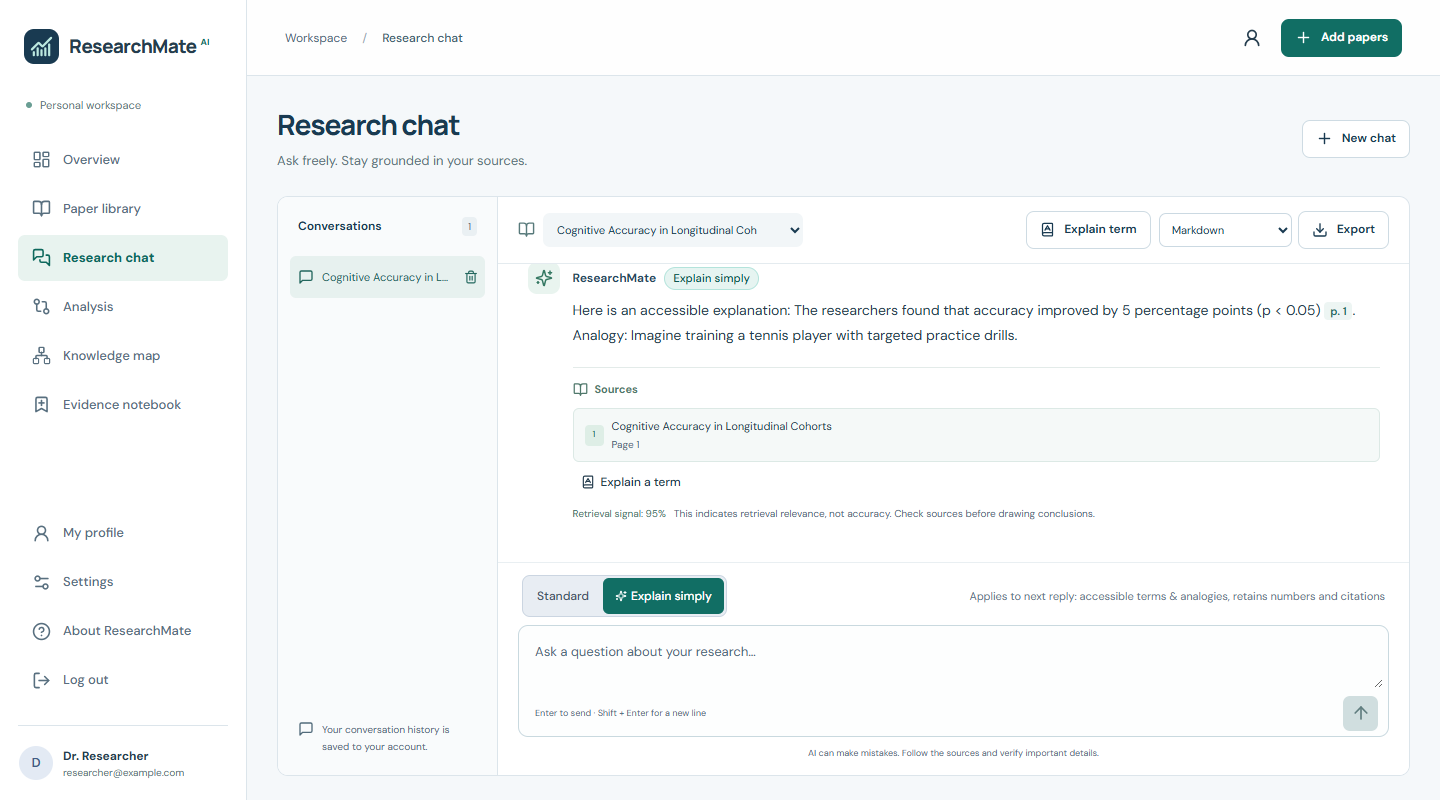 ResearchMate AI
Personal workspace
Overview
Paper library
Research chat
Analysis
Knowledge map
Evidence notebook
My profile
Settings
About ResearchMate
Log out
D
Dr. Researcher
researcher@example.com
Workspace / Research chat
Add papers
Research chat
Ask freely. Stay grounded in your sources.
New chat
Conversations 1
Cognitive Accuracy in L...
Your conversation history is
saved to your account.
Cognitive Accuracy in Longitudinal Coh
Explain term
Markdown
Export
ResearchMate Explain simply
Here is an accessible explanation: The researchers found that accuracy improved by 5 percentage points (p < 0.05) p. 1 .
Analogy: Imagine training a tennis player with targeted practice drills.
Sources
1
Cognitive Accuracy in Longitudinal Cohorts
Page 1
Explain a term
Retrieval signal: 95% This indicates retrieval relevance, not accuracy. Check sources before drawing conclusions.
Standard
Explain simply
Applies to next reply: accessible terms & analogies, retains numbers and citations
Ask a question about your research...
Enter to send · Shift + Enter for a new line
AI can make mistakes. Follow the sources and verify important details.